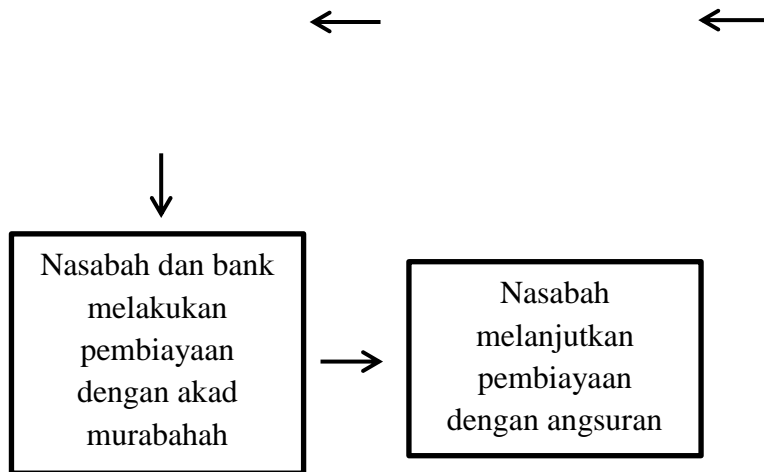 Nasabah dan bank
melakukan
pembiayaan
dengan akad
murabahah
Nasabah
melanjutkan
pembiayaan
dengan angsuran